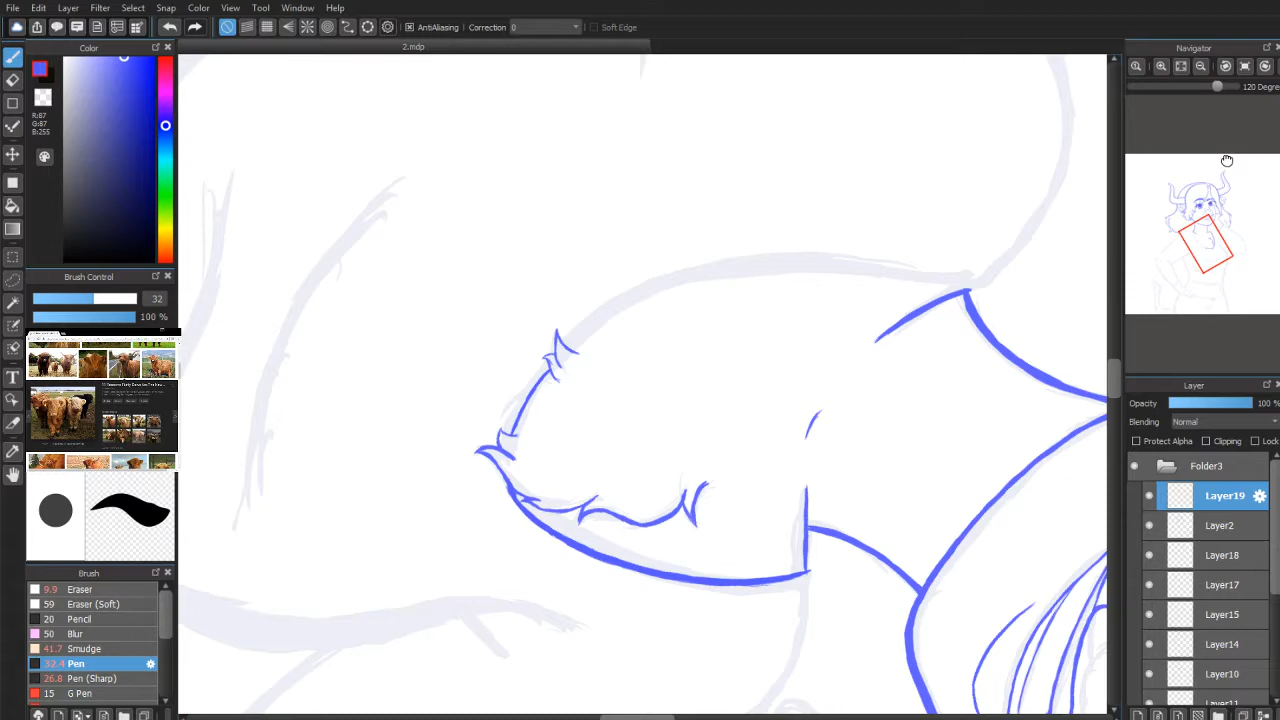 File Edit Layer Filter Select Snap Color View Tool Window Help
AntiAliasing Correction 0 Soft Edge
Color
2.mdp
Navigator
R:87
G:87
B:255
120 Degree
Brush Control
32
100 %
Brush
9.9 Eraser
59 Eraser (Soft)
20 Pencil
50 Blur
41.7 Smudge
32.4 Pen
26.8 Pen (Sharp)
15 G Pen
Layer
Opacity 100 %
Blending Normal
Protect Alpha Clipping Lock
Folder3
Layer19
Layer2
Layer18
Layer17
Layer15
Layer14
Layer10
Layer11